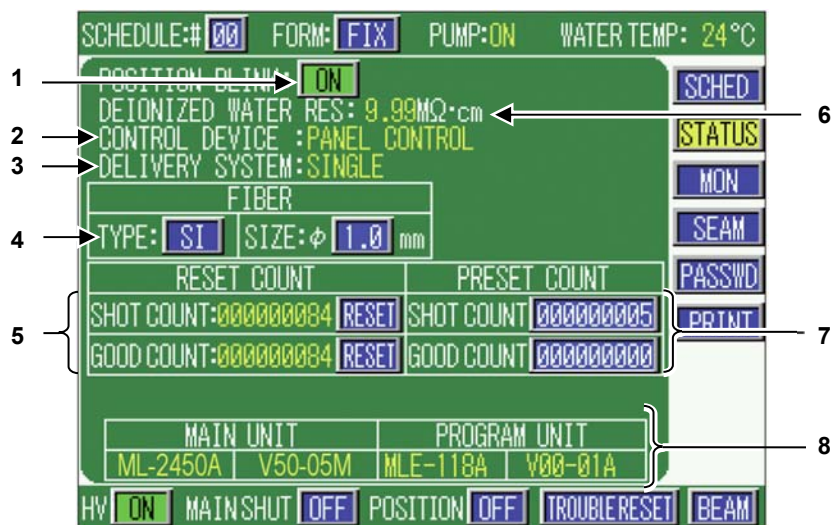 SCHEDULE:# 00 FORM: FIX PUMP:ON WATER TEMP: 24°C
1
POSITION BLINK: ON
SCHED
DEIONIZED WATER RES: 9.99MΩ·cm
6
2
CONTROL DEVICE :PANEL CONTROL
STATUS
3
DELIVERY SYSTEM:SINGLE
MON
FIBER
4
TYPE: SI SIZE:φ 1.0 mm
SEAM
RESET COUNT PRESET COUNT
PASSWD
5
SHOT COUNT:000000084 RESET SHOT COUNT 000000005
PRINT
7
GOOD COUNT:000000084 RESET GOOD COUNT 000000000
MAIN UNIT PROGRAM UNIT
8
ML-2450A V50-05M MLE-118A V00-01A
HV ON MAIN SHUT OFF POSITION OFF TROUBLE RESET BEAM